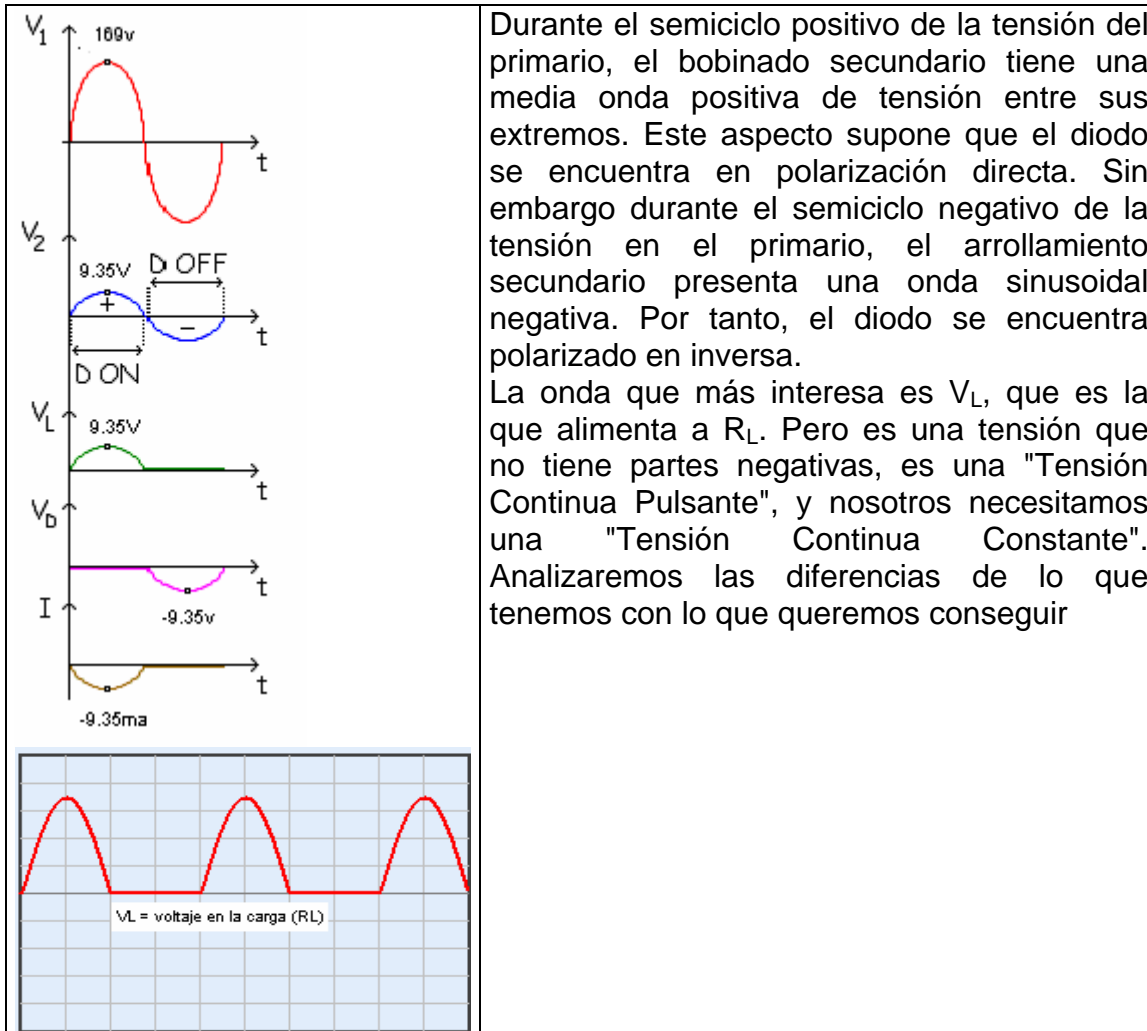 V1
169v
t
V2
9.35V
D OFF
+
−
t
D ON
VL
9.35V
t
VD
t
-9.35v
I
t
-9.35ma
VL = voltaje en la carga (RL)
Durante el semiciclo positivo de la tensión del
primario, el bobinado secundario tiene una
media onda positiva de tensión entre sus
extremos. Este aspecto supone que el diodo
se encuentra en polarización directa. Sin
embargo durante el semiciclo negativo de la
tensión en el primario, el arrollamiento
secundario presenta una onda sinusoidal
negativa. Por tanto, el diodo se encuentra
polarizado en inversa.
La onda que más interesa es VL, que es la
que alimenta a RL. Pero es una tensión que
no tiene partes negativas, es una "Tensión
Continua Pulsante", y nosotros necesitamos
una "Tensión Continua Constante".
Analizaremos las diferencias de lo que
tenemos con lo que queremos conseguir